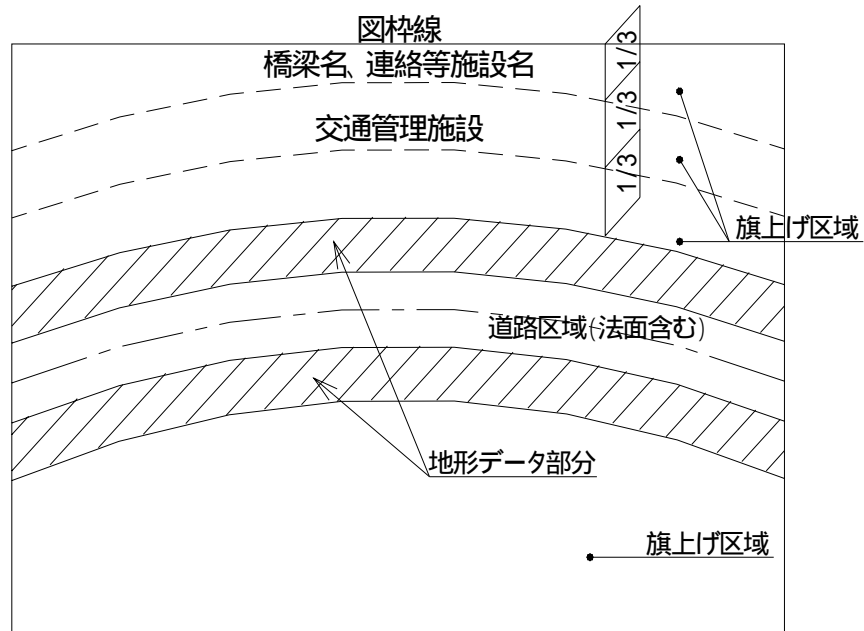 図枠線
橋梁名、連絡等施設名
1/3
交通管理施設
1/3
1/3
旗上げ区域
道路区域(法面含む)
地形データ部分
旗上げ区域